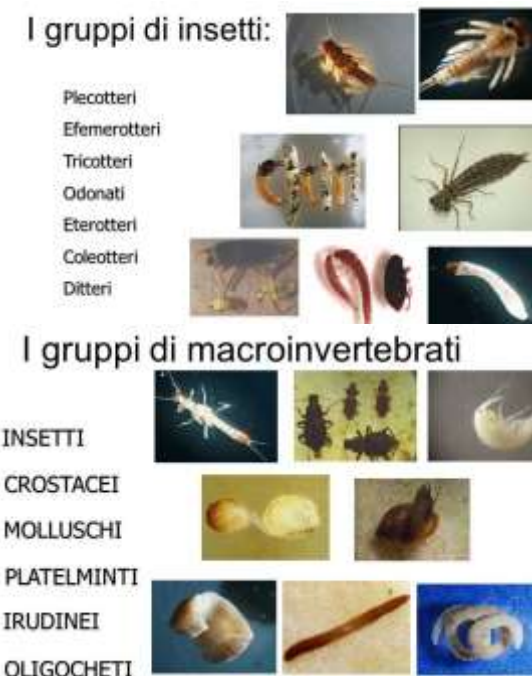 I gruppi di insetti:
Plecotteri
Efemerotteri
Tricotteri
Odonati
Eterotteri
Coleotteri
Ditteri
I gruppi di macroinvertebrati
INSETTI
CROSTACEI
MOLLUSCHI
PLATELMINTI
IRUDINEI
OLIGOCHETI